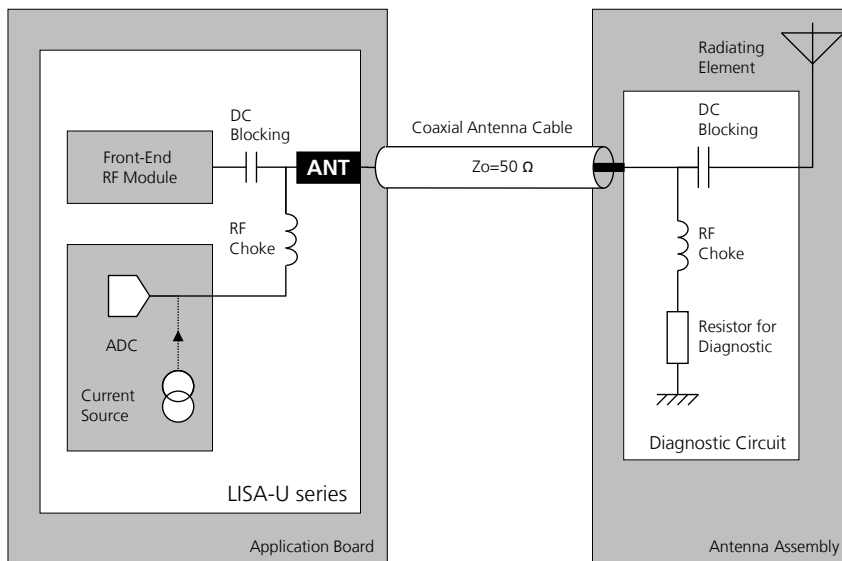 DC
Blocking
Front-End
RF Module
ANT
RF
Choke
ADC
Current
Source
LISA-U series
Application Board
Coaxial Antenna Cable
Zo=50 Ω
Radiating
Element
DC
Blocking
RF
Choke
Resistor for
Diagnostic
Diagnostic Circuit
Antenna Assembly